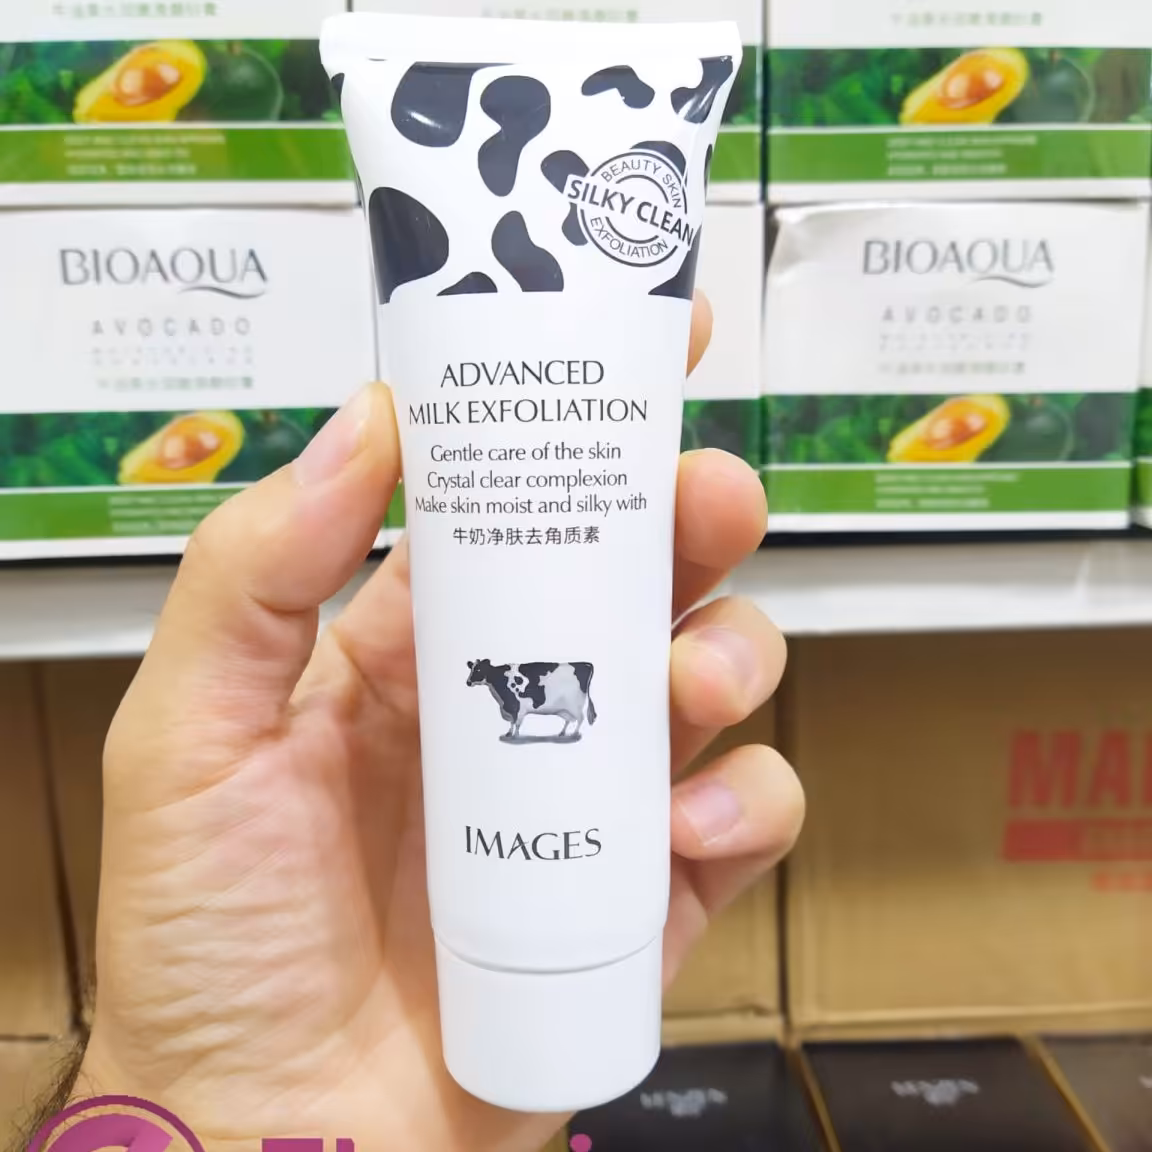 BEAUTY SKIN
SILKY CLEAN
EXFOLIATION
ADVANCED
MILK EXFOLIATION
Gentle care of the skin
Crystal clear complexion
Make skin moist and silky with
牛奶净肤去角质素
IMAGES
BIOAQUA
AVOCADO
BIOAQUA
AVOCADO